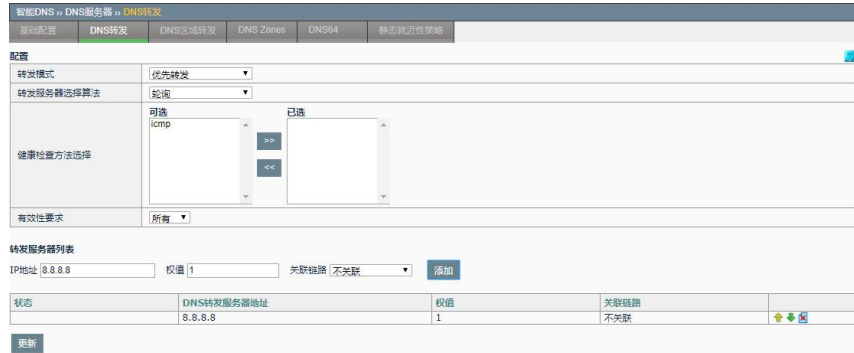 智能DNS » DNS服务器 » DNS转发
基础配置 DNS转发 DNS区域转发 DNS Zones DNS64 静态就近性策略
配置
转发模式 优先转发
转发服务器选择算法 轮询
可选 已选
icmp
>>
健康检查方法选择
<<
有效性要求 所有
转发服务器列表
IP地址 8.8.8.8 权值 1 关联链路 不关联 添加
状态 DNS转发服务器地址 权值 关联链路
8.8.8.8 1 不关联
更新